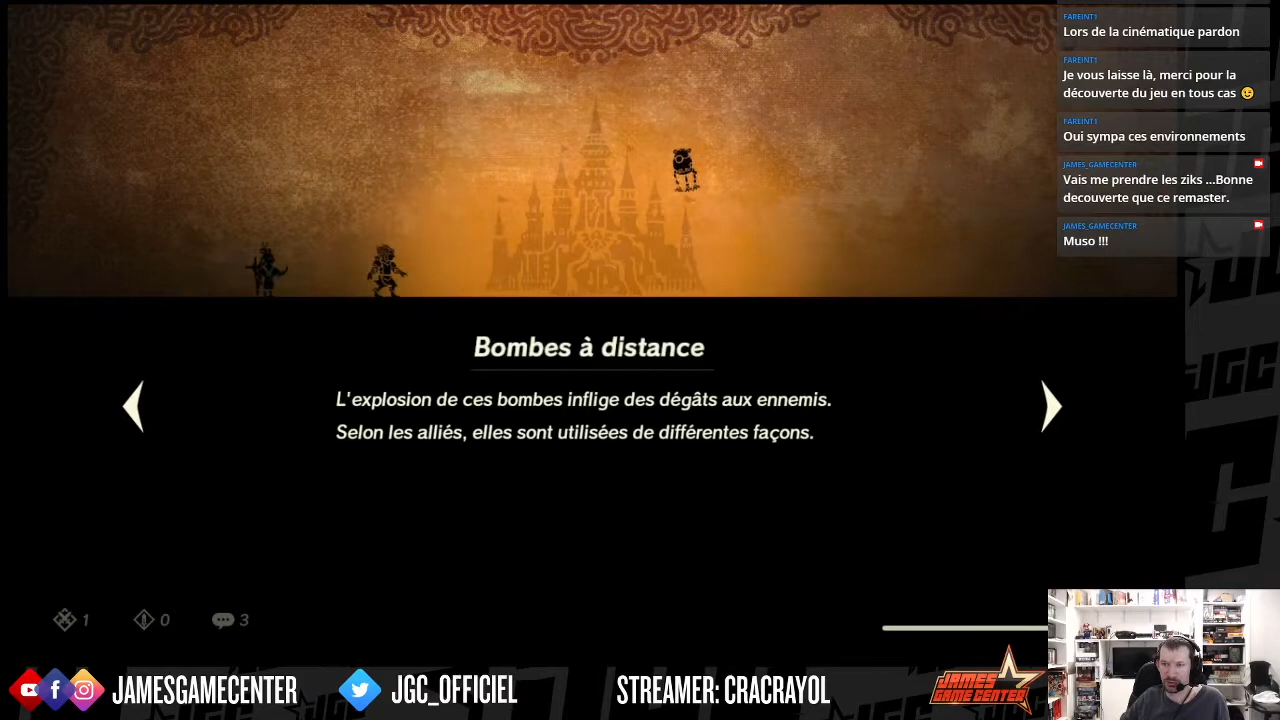 FAREINT1
Lors de la cinématique pardon
FAREINT1
Je vous laisse là, merci pour la
découverte du jeu en tous cas 😉
FAREINT1
Oui sympa ces environnements
JAMES_GAMECENTER
Vais me prendre les ziks ...Bonne
decouverte que ce remaster.
JAMES_GAMECENTER
Muso !!!
Bombes à distance
L'explosion de ces bombes inflige des dégâts aux ennemis.
Selon les alliés, elles sont utilisées de différentes façons.
1
0
3
JAMESGAMECENTER
JGC_OFFICIEL
STREAMER: CRACRAYOL
JAMES
GAME CENTER